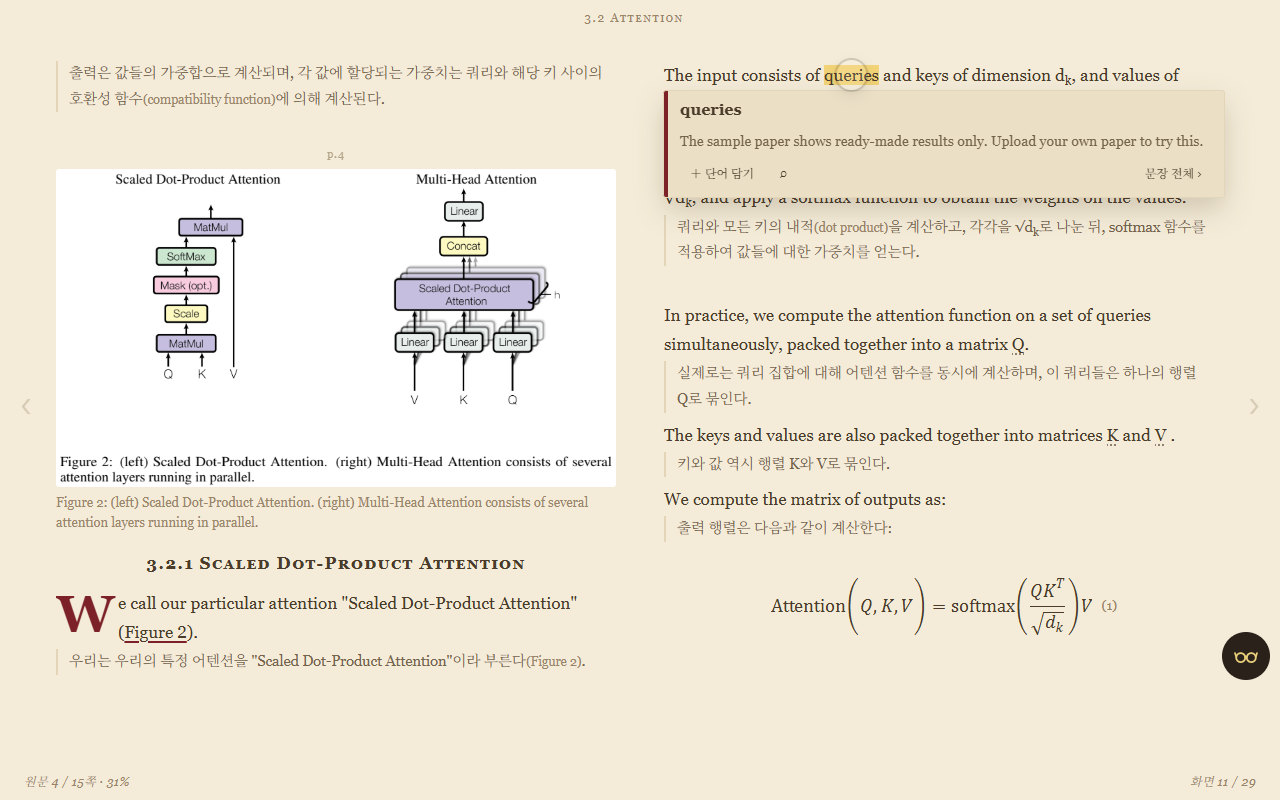 3.2 Attention
출력은 값들의 가중합으로 계산되며, 각 값에 할당되는 가중치는 쿼리와 해당 키 사이의
호환성 함수(compatibility function)에 의해 계산된다.
p.4
Scaled Dot-Product Attention
MatMul
SoftMax
Mask (opt.)
Scale
MatMul
Q K V
Multi-Head Attention
Linear
Concat
Scaled Dot-Product
Attention
h
Linear Linear Linear
V K Q
Figure 2: (left) Scaled Dot-Product Attention. (right) Multi-Head Attention consists of several
attention layers running in parallel.
Figure 2: (left) Scaled Dot-Product Attention. (right) Multi-Head Attention consists of several
attention layers running in parallel.
3.2.1 Scaled Dot-Product Attention
We call our particular attention "Scaled Dot-Product Attention"
(Figure 2).
우리는 우리의 특정 어텐션을 "Scaled Dot-Product Attention"이라 부른다(Figure 2).
The input consists of queries and keys of dimension dk, and values of
queries
The sample paper shows ready-made results only. Upload your own paper to try this.
+ 단어 담기 ⌕ 문장 전체 ›
√dk, and apply a softmax function to obtain the weights on the values.
쿼리와 모든 키의 내적(dot product)을 계산하고, 각각을 √dk로 나눈 뒤, softmax 함수를
적용하여 값들에 대한 가중치를 얻는다.
In practice, we compute the attention function on a set of queries
simultaneously, packed together into a matrix Q.
실제로는 쿼리 집합에 대해 어텐션 함수를 동시에 계산하며, 이 쿼리들은 하나의 행렬
Q로 묶인다.
The keys and values are also packed together into matrices K and V .
키와 값 역시 행렬 K와 V로 묶인다.
We compute the matrix of outputs as:
출력 행렬은 다음과 같이 계산한다:
Attention(Q, K, V) = softmax(QK^T / √dk)V (1)
원문 4 / 15쪽 · 31%
화면 11 / 29